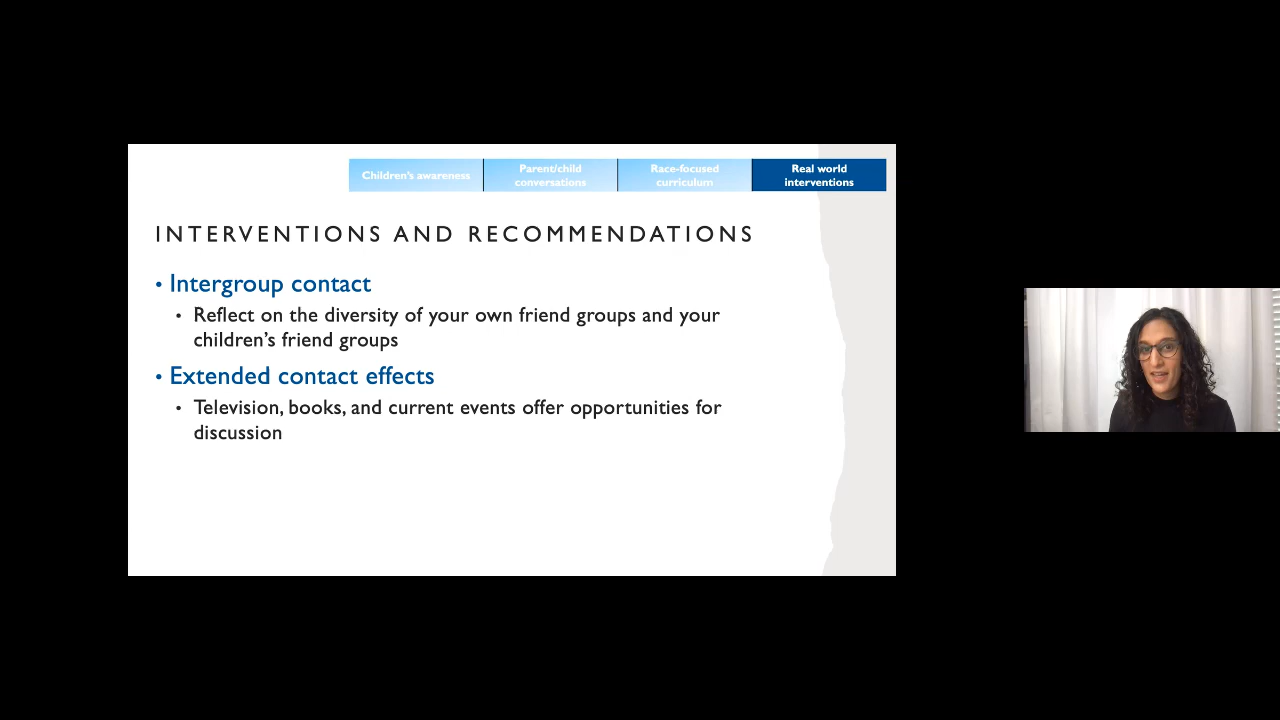 Children's awareness
Parent/child
conversations
Race-focused
curriculum
Real world
interventions
INTERVENTIONS AND RECOMMENDATIONS
• Intergroup contact
• Reflect on the diversity of your own friend groups and your
children's friend groups
• Extended contact effects
• Television, books, and current events offer opportunities for
discussion